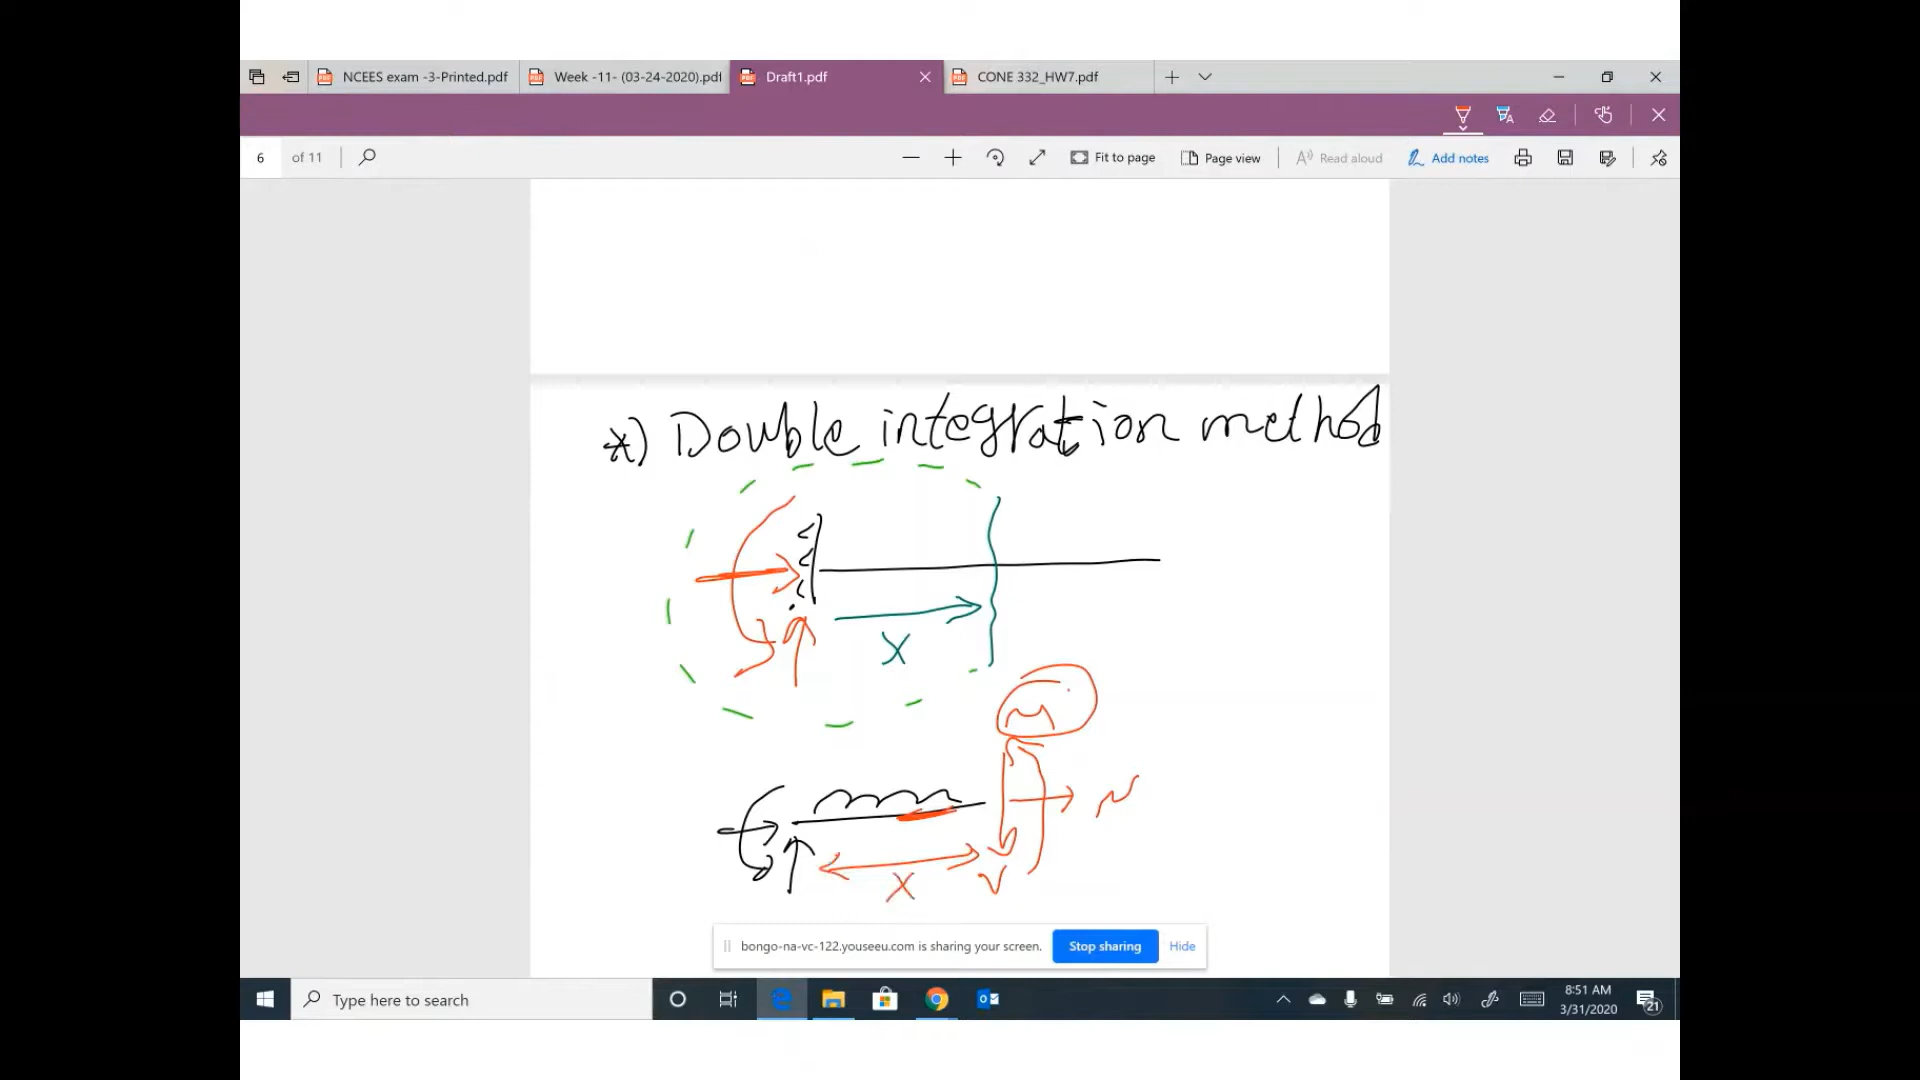 NCEES exam -3-Printed.pdf Week -11- (03-24-2020).pdf Draft1.pdf CONE 332_HW7.pdf
6 of 11 Fit to page Page view Read aloud Add notes
*) Double integration method
X
M
N
X V
bongo-na-vc-122.youseeu.com is sharing your screen. Stop sharing Hide
Type here to search 8:51 AM
3/31/2020 21